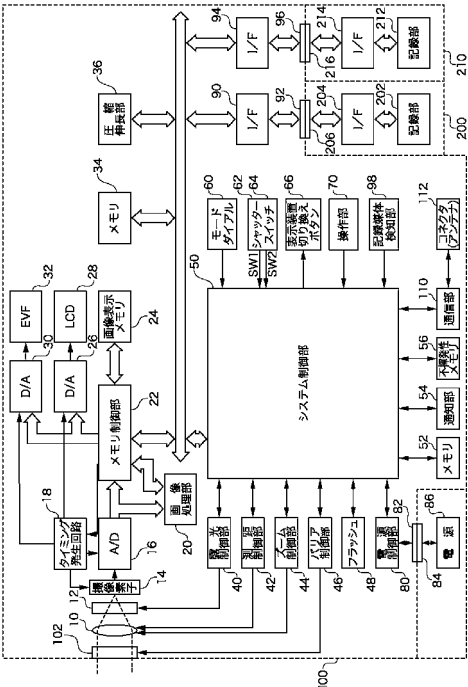 102
10
12
撮像素子
14
A/D
16
タイミング
発生回路
18
画像
処理部
20
メモリ制御部
22
画像表示
メモリ
24
D/A
26
LCD
28
D/A
30
EVF
32
メモリ
34
圧縮
伸長部
36
I/F
90
92
I/F
94
96
206
204
I/F
202
記録部
200
216
214
I/F
212
記録部
210
露光
制御部
40
測距
制御部
42
ズーム
制御部
44
バリア
制御部
46
フラッシュ
48
電源
制御部
80
82
84
電源
86
100
システム制御部
50
メモリ
52
通知部
54
不揮発性
メモリ
56
通信部
110
コネクタ
(アンテナ)
112
モード
ダイアル
60
SW1
SW2
62
シャッター
スイッチ
64
表示装置
切り換え
ボタン
66
操作部
70
記録媒体
検知部
98